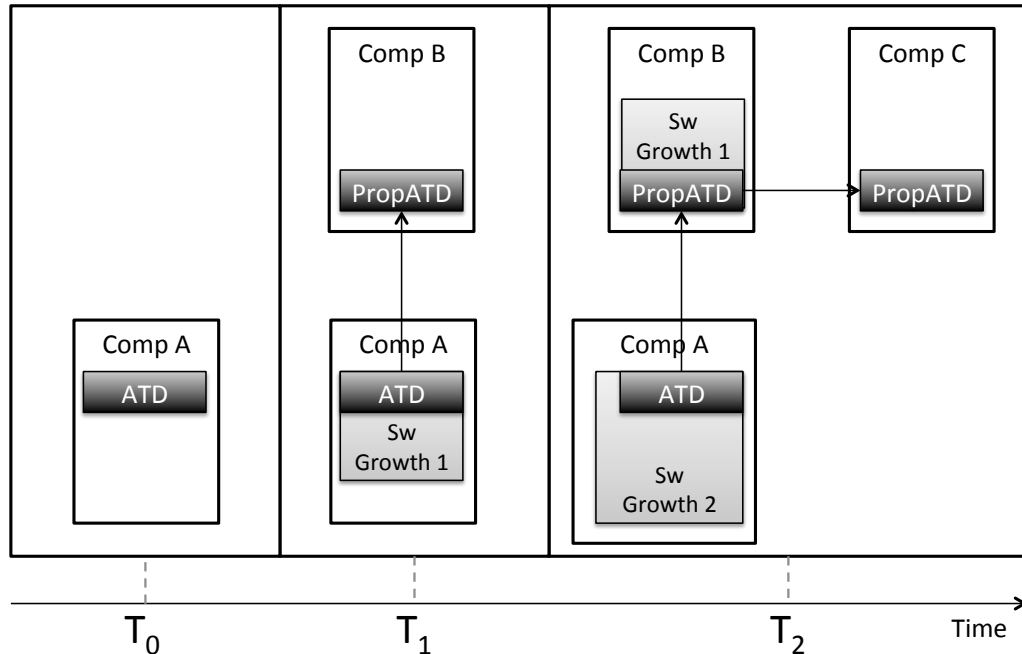 Comp A
ATD
Comp B
PropATD
Comp A
ATD
Sw
Growth 1
Comp B
Sw
Growth 1
PropATD
Comp C
PropATD
Comp A
ATD
Sw
Growth 2
T0
T1
T2
Time